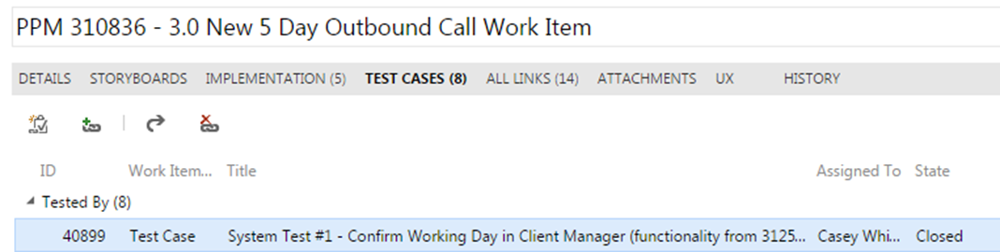 PPM 310836 - 3.0 New 5 Day Outbound Call Work Item
DETAILS STORYBOARDS IMPLEMENTATION (5) TEST CASES (8) ALL LINKS (14) ATTACHMENTS UX HISTORY
ID Work Item... Title Assigned To State
Tested By (8)
40899 Test Case System Test #1 - Confirm Working Day in Client Manager (functionality from 3125... Casey Whi... Closed